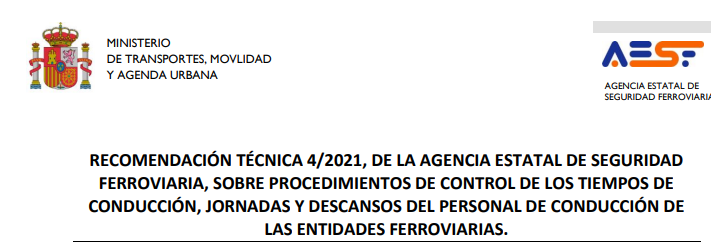 MINISTERIO
DE TRANSPORTES, MOVLIDAD
Y AGENDA URBANA
AESF
AGENCIA ESTATAL DE
SEGURIDAD FERROVIARIA
RECOMENDACIÓN TÉCNICA 4/2021, DE LA AGENCIA ESTATAL DE SEGURIDAD
FERROVIARIA, SOBRE PROCEDIMIENTOS DE CONTROL DE LOS TIEMPOS DE
CONDUCCIÓN, JORNADAS Y DESCANSOS DEL PERSONAL DE CONDUCCIÓN DE
LAS ENTIDADES FERROVIARIAS.